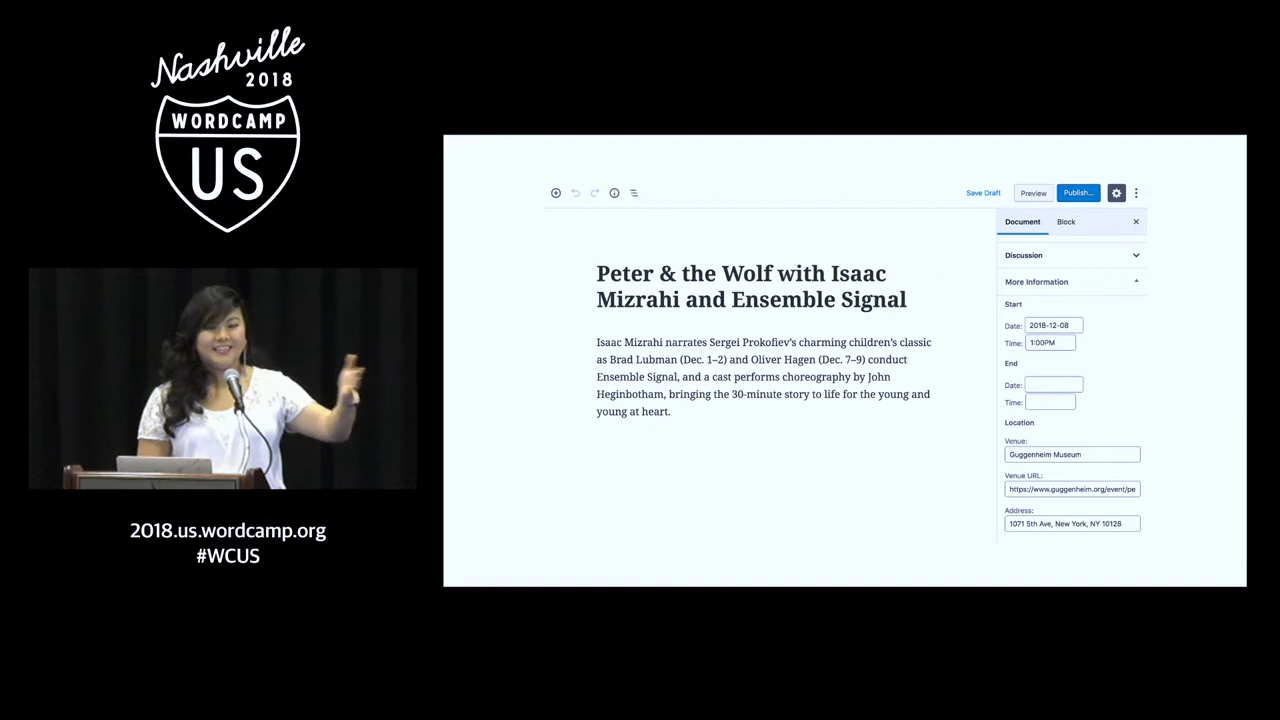 Nashville
2018
WORDCAMP
US
2018.us.wordcamp.org
#WCUS
Save Draft
Preview
Publish...
Document
Block
Discussion
More Information
Peter & the Wolf with Isaac
Mizrahi and Ensemble Signal
Isaac Mizrahi narrates Sergei Prokofiev’s charming children’s classic
as Brad Lubman (Dec. 1–2) and Oliver Hagen (Dec. 7–9) conduct
Ensemble Signal, and a cast performs choreography by John
Heginbotham, bringing the 30-minute story to life for the young and
young at heart.
Start
Date: 2018-12-08
Time: 1:00PM
End
Date:
Time:
Location
Venue:
Guggenheim Museum
Venue URL:
https://www.guggenheim.org/event/pe
Address:
1071 5th Ave, New York, NY 10128